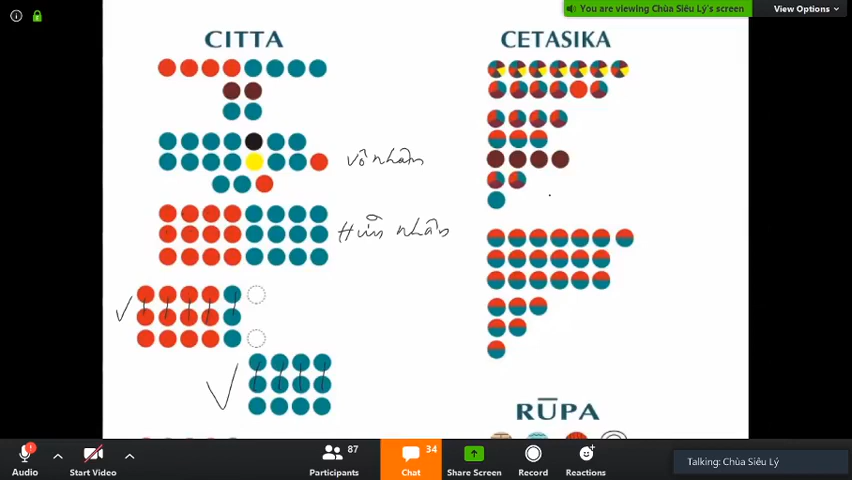 You are viewing Chùa Siêu Lý's screen
View Options
CITTA
CETASIKA
vô nhân
Hữu nhân
RŪPA
Audio
Start Video
87
Participants
34
Chat
Share Screen
Record
Reactions
Talking: Chùa Siêu Lý